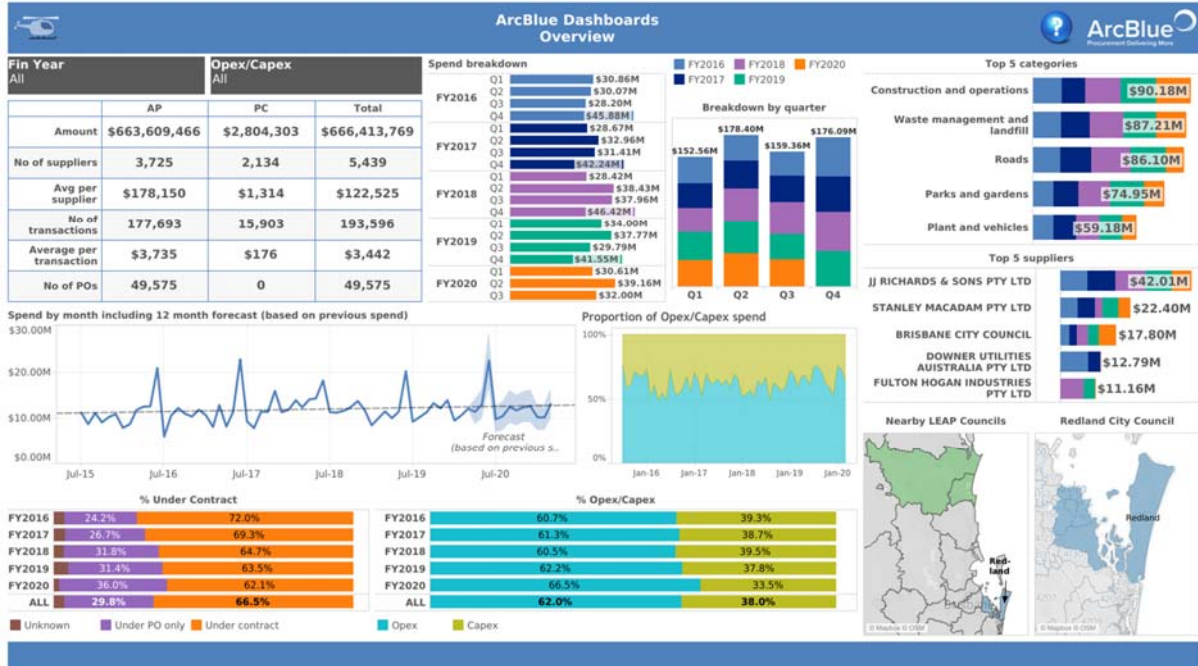 ArcBlue Dashboards
Overview
?
ArcBlue
Procurement Delivering More
Fin Year
All
Opex/Capex
All
AP PC Total
Amount $663,609,466 $2,804,303 $666,413,769
No of suppliers 3,725 2,134 5,439
Avg per
supplier $178,150 $1,314 $122,525
No of
transactions 177,693 15,903 193,596
Average per
transaction $3,735 $176 $3,442
No of POs 49,575 0 49,575
Spend breakdown
FY2016
Q1 $30.86M
Q2 $30.07M
Q3 $28.20M
Q4 $45.88M
FY2017
Q1 $28.67M
Q2 $32.96M
Q3 $31.41M
Q4 $42.24M
FY2018
Q1 $28.42M
Q2 $38.43M
Q3 $37.96M
Q4 $46.42M
FY2019
Q1 $34.00M
Q2 $37.77M
Q3 $29.79M
Q4 $41.55M
FY2020
Q1 $30.61M
Q2 $39.16M
Q3 $32.00M
FY2016 FY2018 FY2020
FY2017 FY2019
Breakdown by quarter
$152.56M $178.40M $159.36M $176.09M
Q1 Q2 Q3 Q4
Top 5 categories
Construction and operations $90.18M
Waste management and
landfill $87.21M
Roads $86.10M
Parks and gardens $74.95M
Plant and vehicles $59.18M
Top 5 suppliers
JJ RICHARDS & SONS PTY LTD $42.01M
STANLEY MACADAM PTY LTD $22.40M
BRISBANE CITY COUNCIL $17.80M
DOWNER UTILITIES
AUISTRALIA PTY LTD $12.79M
FULTON HOGAN INDUSTRIES
PTY LTD $11.16M
Spend by month including 12 month forecast (based on previous spend)
$30.00M
$20.00M
$10.00M
$0.00M
Forecast
(based on previous s..
Jul-15 Jul-16 Jul-17 Jul-18 Jul-19 Jul-20
Proportion of Opex/Capex spend
100%
50%
0%
Jan-16 Jan-17 Jan-18 Jan-19 Jan-20
Nearby LEAP Councils
Red-
land
© Mapbox © OSM
Redland City Council
Redland
© Mapbox © OSM
% Under Contract
FY2016 24.2% 72.0%
FY2017 26.7% 69.3%
FY2018 31.8% 64.7%
FY2019 31.4% 63.5%
FY2020 36.0% 62.1%
ALL 29.8% 66.5%
Unknown Under PO only Under contract
% Opex/Capex
FY2016 60.7% 39.3%
FY2017 61.3% 38.7%
FY2018 60.5% 39.5%
FY2019 62.2% 37.8%
FY2020 66.5% 33.5%
ALL 62.0% 38.0%
Opex Capex